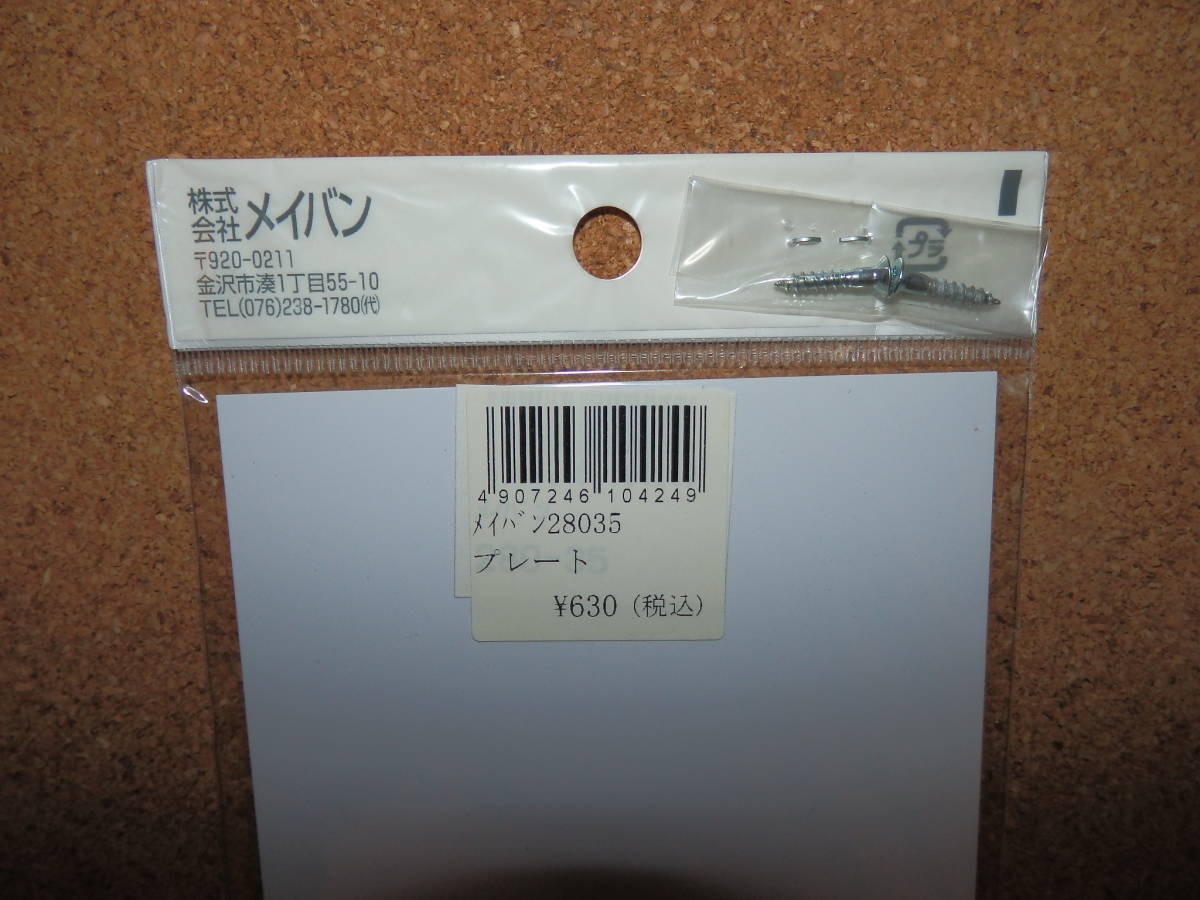 株式会社メイバン
〒920-0211
金沢市湊1丁目55-10
TEL(076)238-1780㈹
プラ
4 907246 104249
ﾒｲﾊﾞﾝ28035
プレート
¥630 (税込)